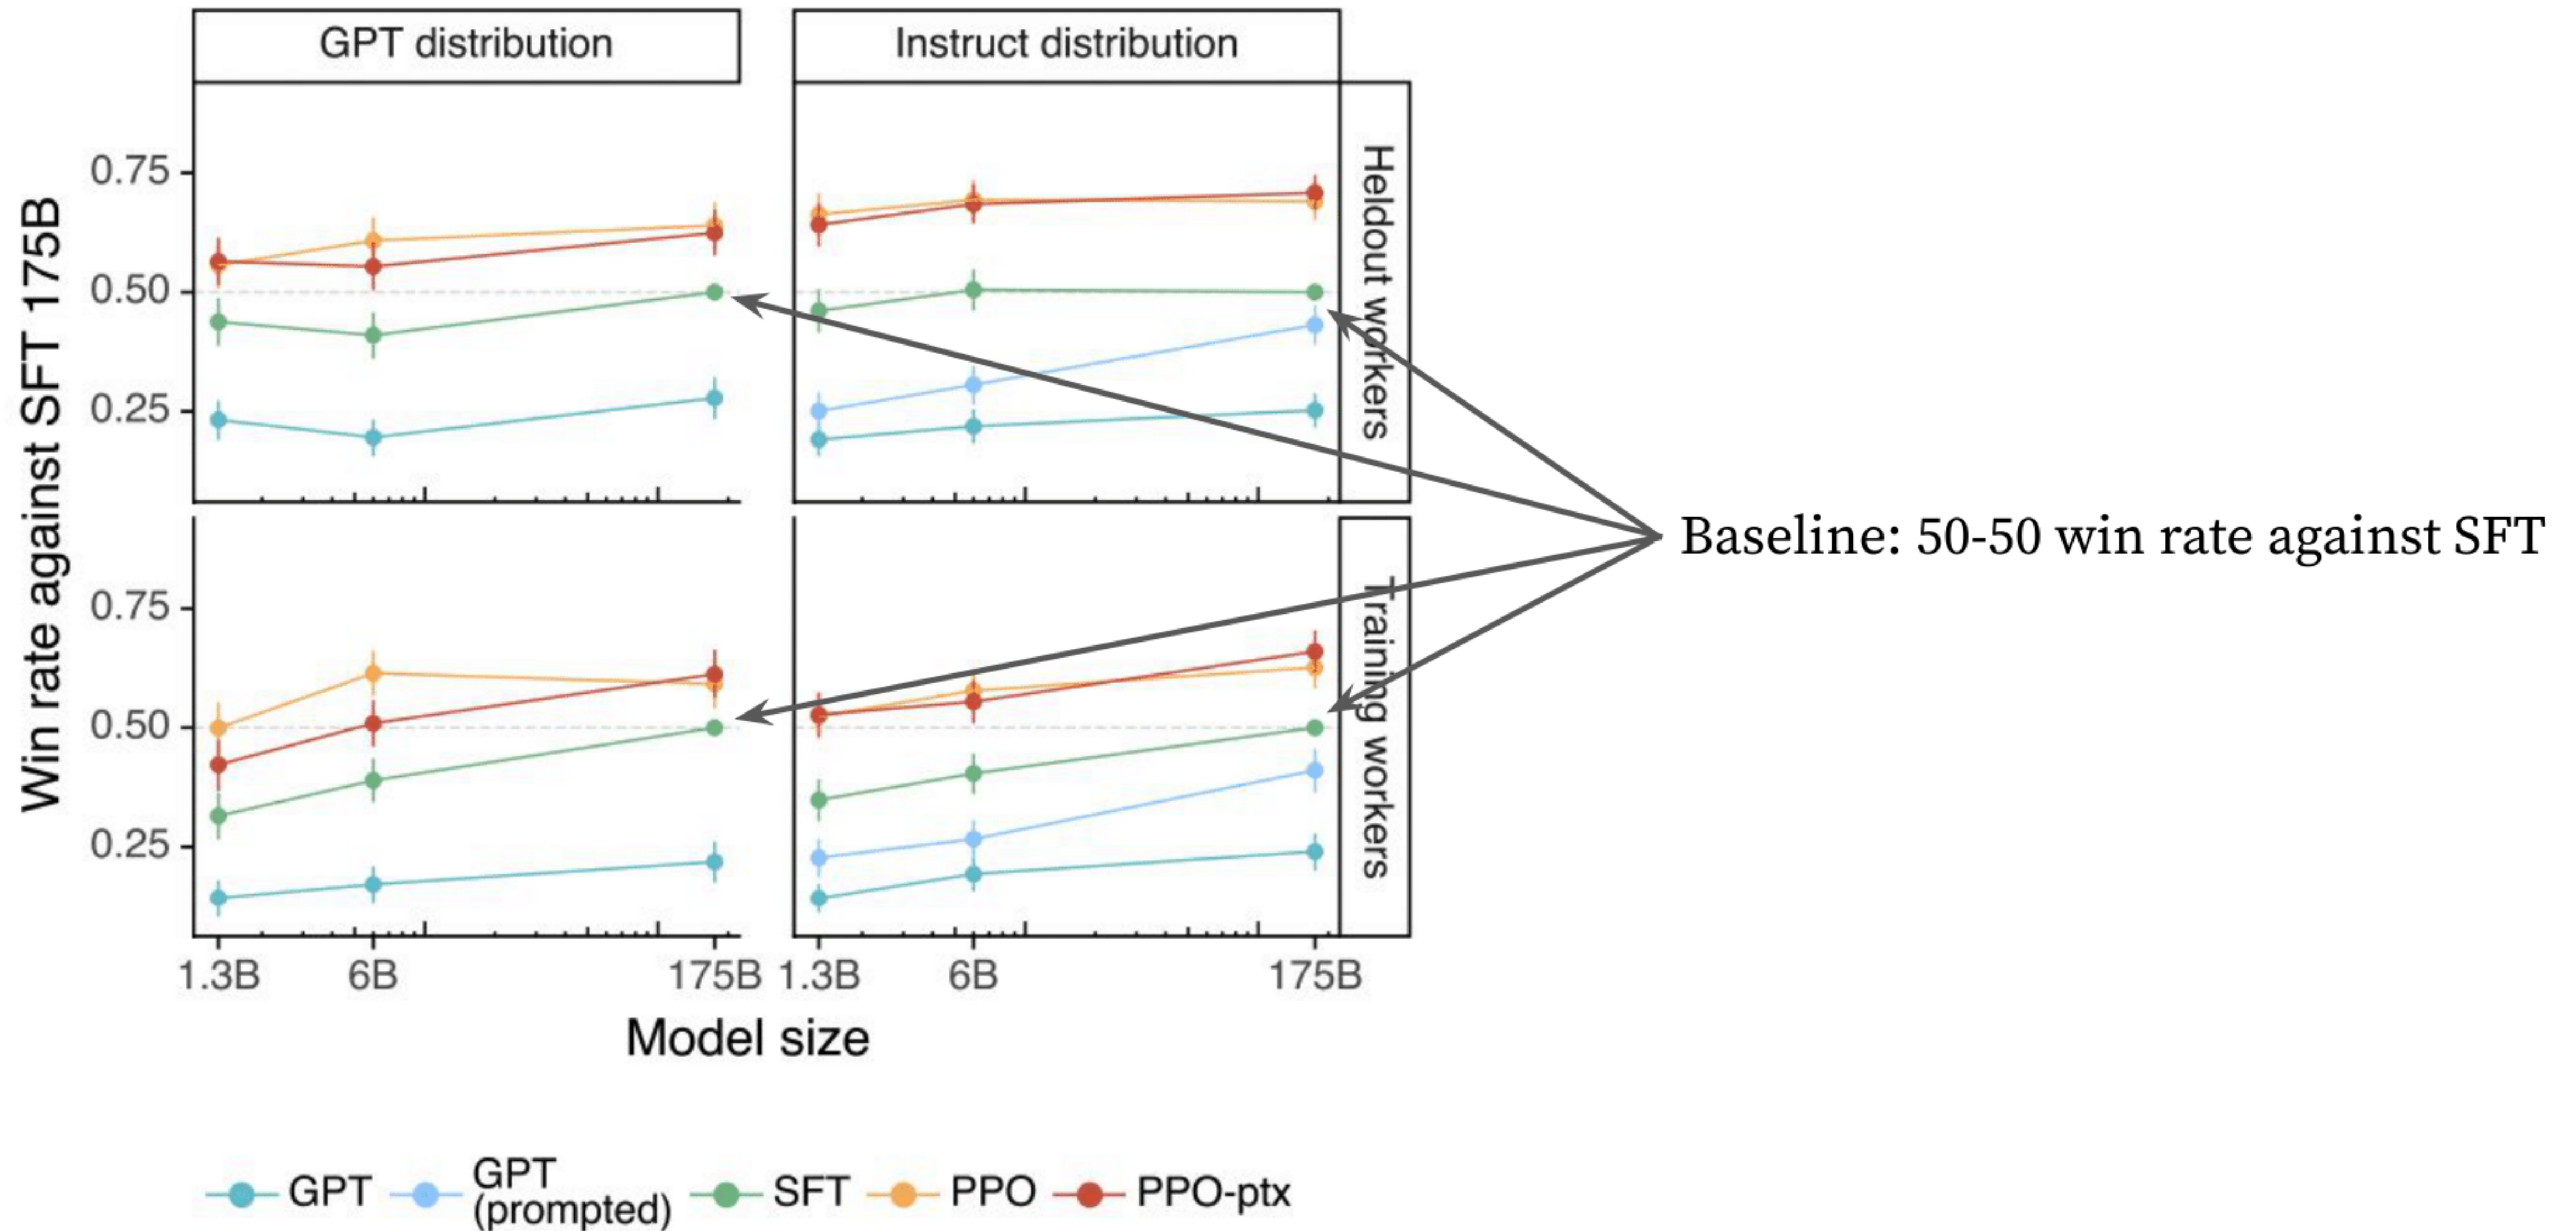 GPT distribution
Instruct distribution
Win rate against SFT 175B
0.75
0.50
0.25
Heldout workers
Baseline: 50-50 win rate against SFT
0.75
0.50
0.25
Training workers
1.3B 6B 175B 1.3B 6B 175B
Model size
GPT
GPT
(prompted)
SFT
PPO
PPO-ptx